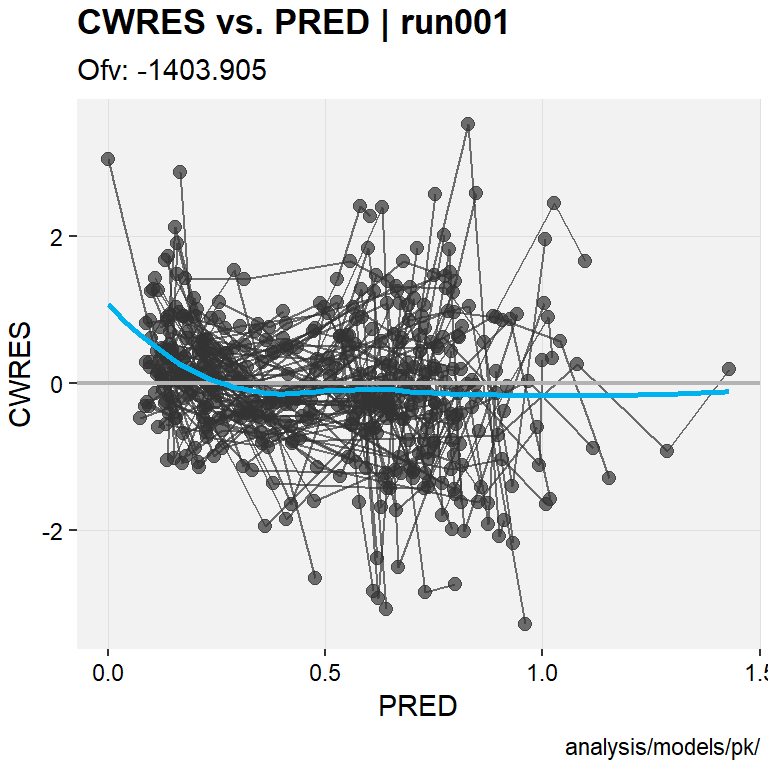 CWRES vs. PRED | run001
Ofv: -1403.905
CWRES
2
0
-2
0.0 0.5 1.0 1.5
PRED
analysis/models/pk/